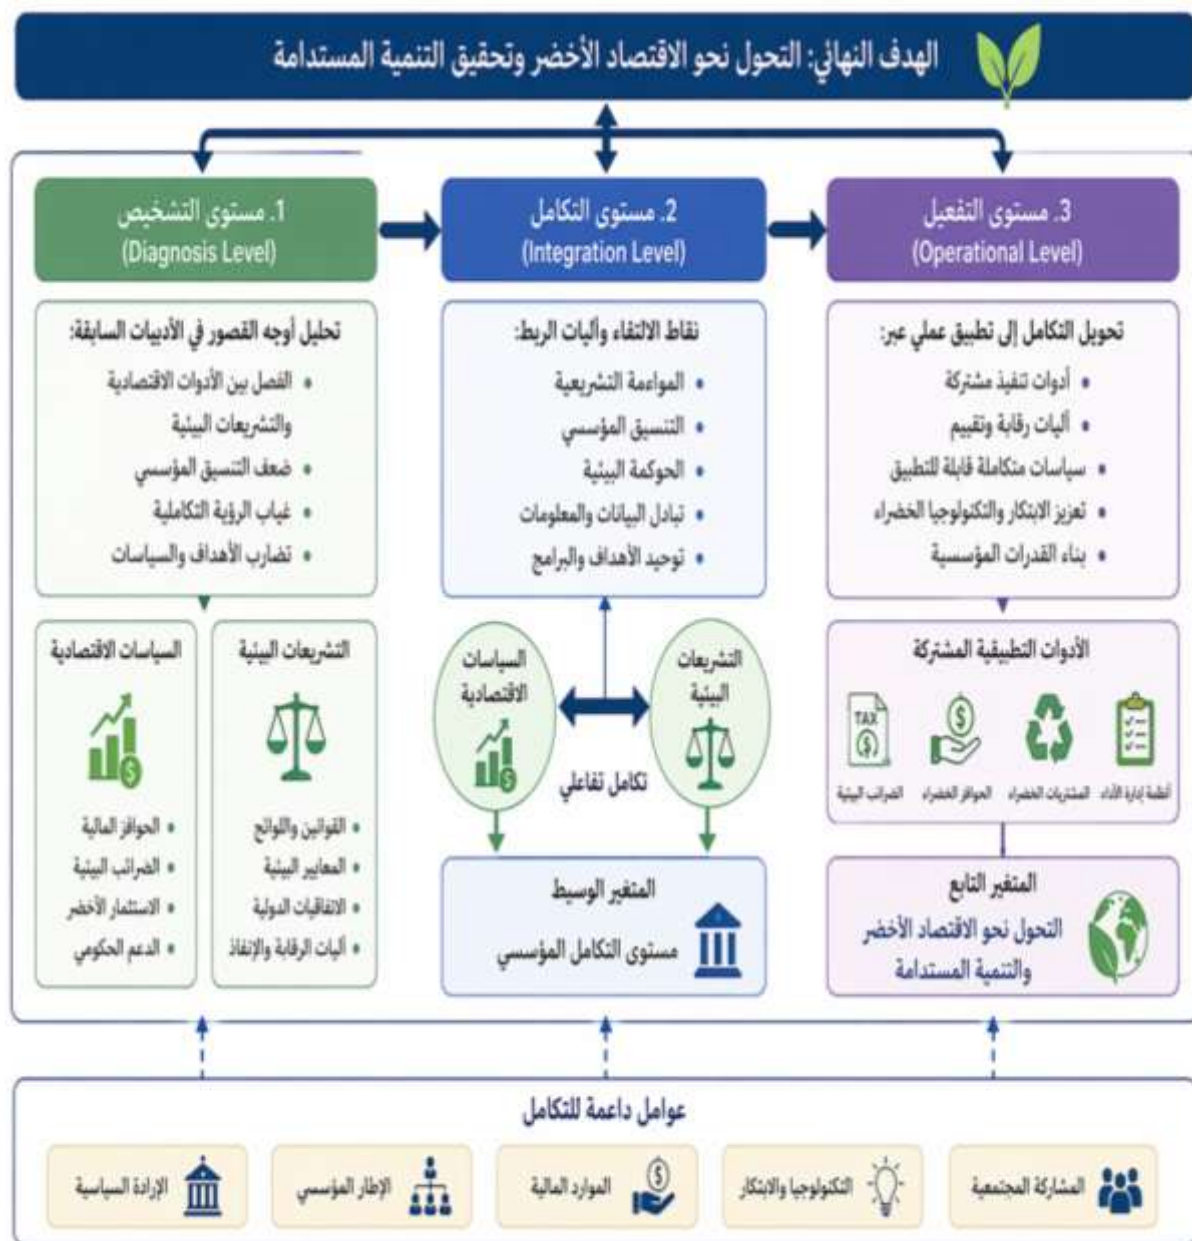 الهدف النهائي: التحول نحو الاقتصاد الأخضر وتحقيق التنمية المستدامة
1. مستوى التشخيص
(Diagnosis Level)
2. مستوى التكامل
(Integration Level)
3. مستوى التفعيل
(Operational Level)
تحليل أوجه القصور في الأدبيات السابقة:
• الفصل بين الأدوات الاقتصادية
والتشريعات البيئية
• ضعف التنسيق المؤسسي
• غياب الرؤية التكاملية
• تضارب الأهداف والسياسات
نقاط الالتقاء وآليات الربط:
• المواءمة التشريعية
• التنسيق المؤسسي
• الحوكمة البيئية
• تبادل البيانات والمعلومات
• توحيد الأهداف والبرامج
تحويل التكامل إلى تطبيق عملي عبر:
• أدوات تنفيذ مشتركة
• آليات رقابة وتقييم
• سياسات متكاملة قابلة للتطبيق
• تعزيز الابتكار والتكنولوجيا الخضراء
• بناء القدرات المؤسسية
السياسات الاقتصادية
• الحوافز المالية
• الضرائب البيئية
• الاستثمار الأخضر
• الدعم الحكومي
التشريعات البيئية
• القوانين واللوائح
• المعايير البيئية
• الاتفاقيات الدولية
• آليات الرقابة والإنفاذ
السياسات
الاقتصادية
التشريعات
البيئية
تكامل تفاعلي
المتغير الوسيط
مستوى التكامل المؤسسي
الأدوات التطبيقية المشتركة
TAX
الضرائب البيئية
الحوافز الخضراء
المشتريات الخضراء
أنظمة إدارة الأداء
المتغير التابع
التحول نحو الاقتصاد الأخضر
والتنمية المستدامة
عوامل داعمة للتكامل
الإرادة السياسية
الإطار المؤسسي
الموارد المالية
التكنولوجيا والابتكار
المشاركة المجتمعية